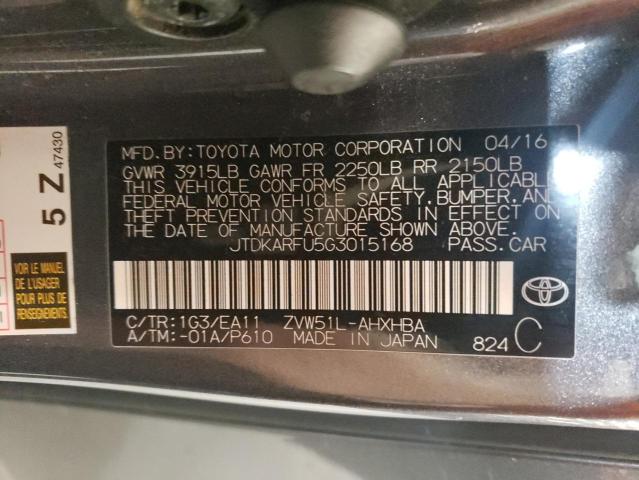 MFD.BY:TOYOTA MOTOR CORPORATION 04/16
GVWR 3915LB GAWR FR 2250LB RR 2150LB
THIS VEHICLE CONFORMS TO ALL APPLICABLE
FEDERAL MOTOR VEHICLE SAFETY,BUMPER,AND
THEFT PREVENTION STANDARDS IN EFFECT ON
THE DATE OF MANUFACTURE SHOWN ABOVE.
JTDKARFU5G3015168 PASS.CAR
C/TR:1G3/EA11 ZVW51L-AHXHBA
A/TM:-01A/P610 MADE IN JAPAN 824 C
5 Z 47430
VOIR LE
MANUEL DE
L'USAGER
POUR PLUS DE
RENSEIGNEMENTS